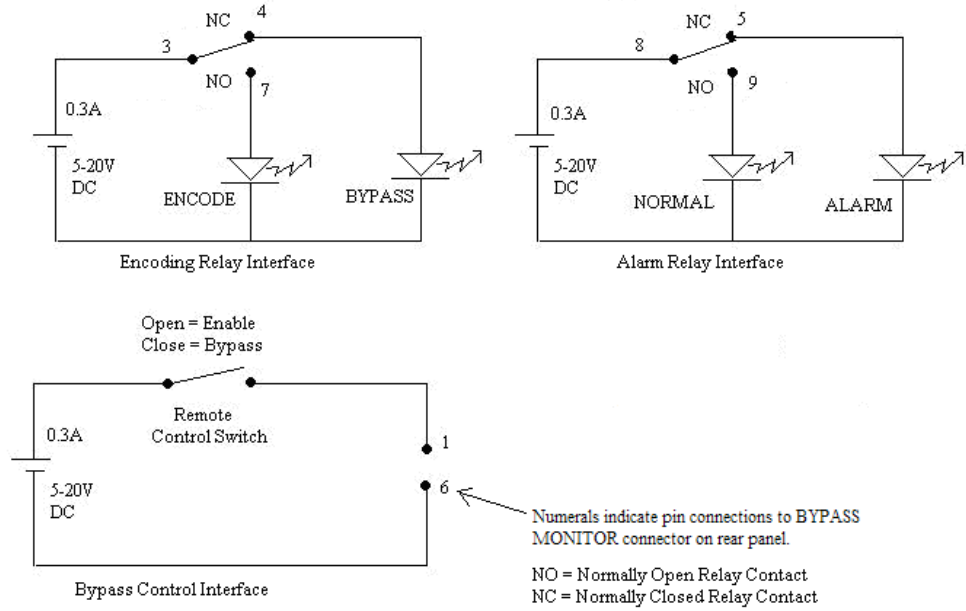 NC 4
3
NO
7
0.3A
5-20V
DC
ENCODE
BYPASS
Encoding Relay Interface
NC 5
8
NO
9
0.3A
5-20V
DC
NORMAL
ALARM
Alarm Relay Interface
Open = Enable
Close = Bypass
Remote
Control Switch
0.3A
5-20V
DC
1
6
Bypass Control Interface
Numerals indicate pin connections to BYPASS
MONITOR connector on rear panel.
NO = Normally Open Relay Contact
NC = Normally Closed Relay Contact